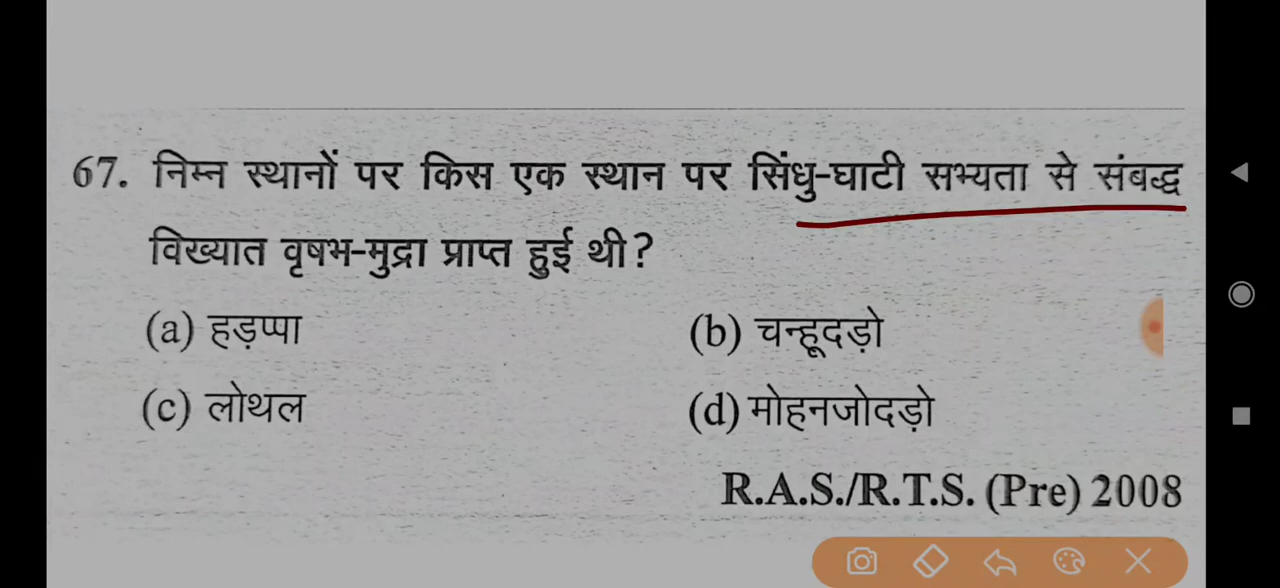 67. निम्न स्थानों पर किस एक स्थान पर सिंधु-घाटी सभ्यता से संबद्ध
विख्यात वृषभ-मुद्रा प्राप्त हुई थी?
(a) हड़प्पा (b) चन्हूदड़ो
(c) लोथल (d) मोहनजोदड़ो
R.A.S./R.T.S. (Pre) 2008